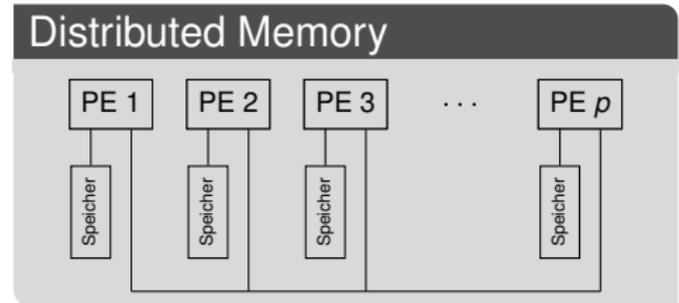 Distributed Memory
PE 1 PE 2 PE 3 . . . PE p
Speicher Speicher Speicher Speicher